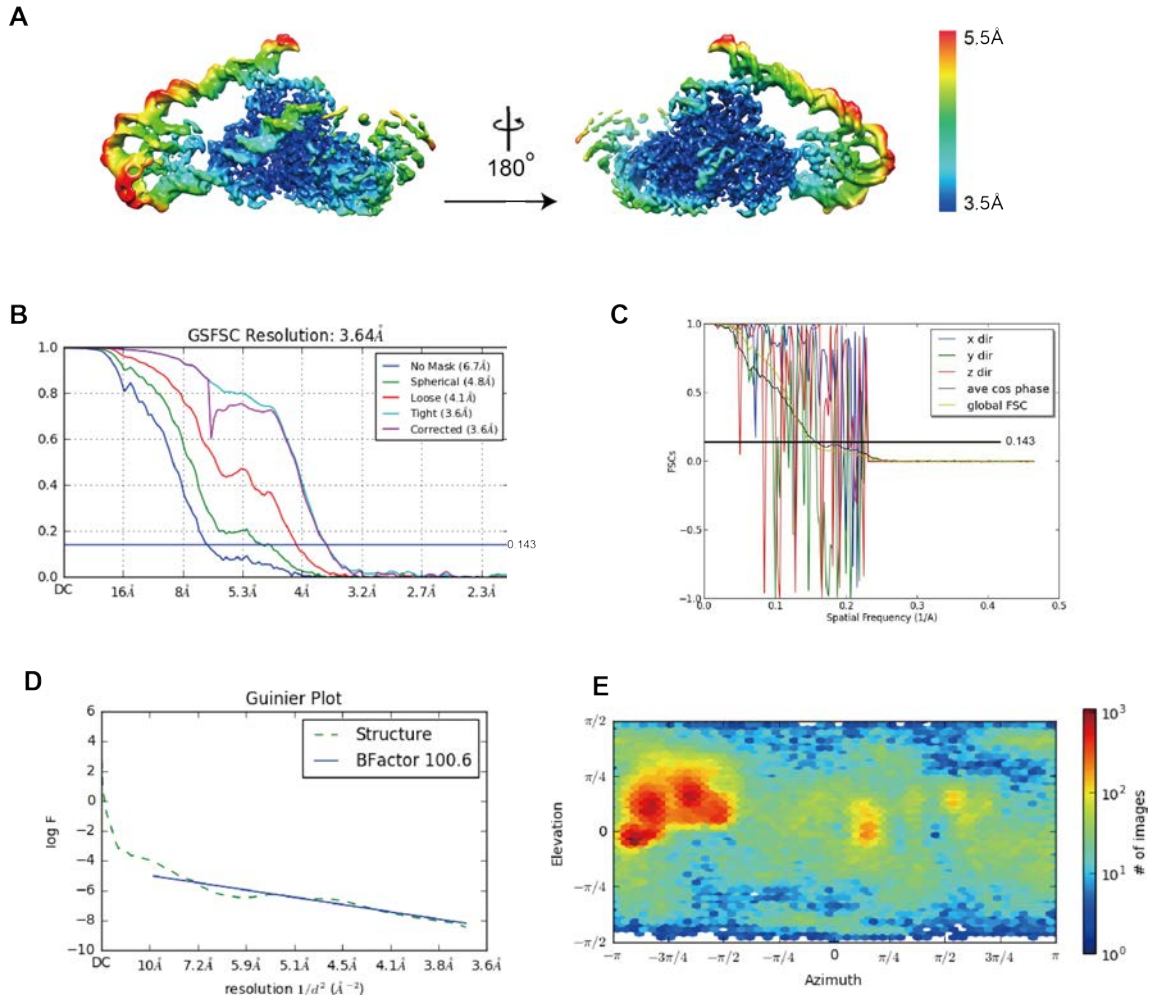 A
180°
5.5Å
3.5Å
B
GSFSC Resolution: 3.64Å
1.0
0.8
0.6
0.4
0.2
0.0
No Mask (6.7Å)
Spherical (4.8Å)
Loose (4.1Å)
Tight (3.6Å)
Corrected (3.6Å)
0.143
DC 16Å 8Å 5.3Å 4Å 3.2Å 2.7Å 2.3Å
C
1.0
0.5
0.0
−0.5
−1.0
FSCs
x dir
y dir
z dir
ave cos phase
global FSC
0.143
0.0 0.1 0.2 0.3 0.4 0.5
Spatial Frequency (1/A)
D
Guinier Plot
6
4
2
0
−2
−4
−6
−8
−10
log F
Structure
BFactor 100.6
DC 10Å 7.2Å 5.9Å 5.1Å 4.5Å 4.1Å 3.8Å 3.6Å
resolution 1/d² (Å⁻²)
E
π/2
π/4
0
−π/4
−π/2
Elevation
−π −3π/4 −π/2 −π/4 0 π/4 π/2 3π/4 π
Azimuth
10³
10²
10¹
10⁰
# of images